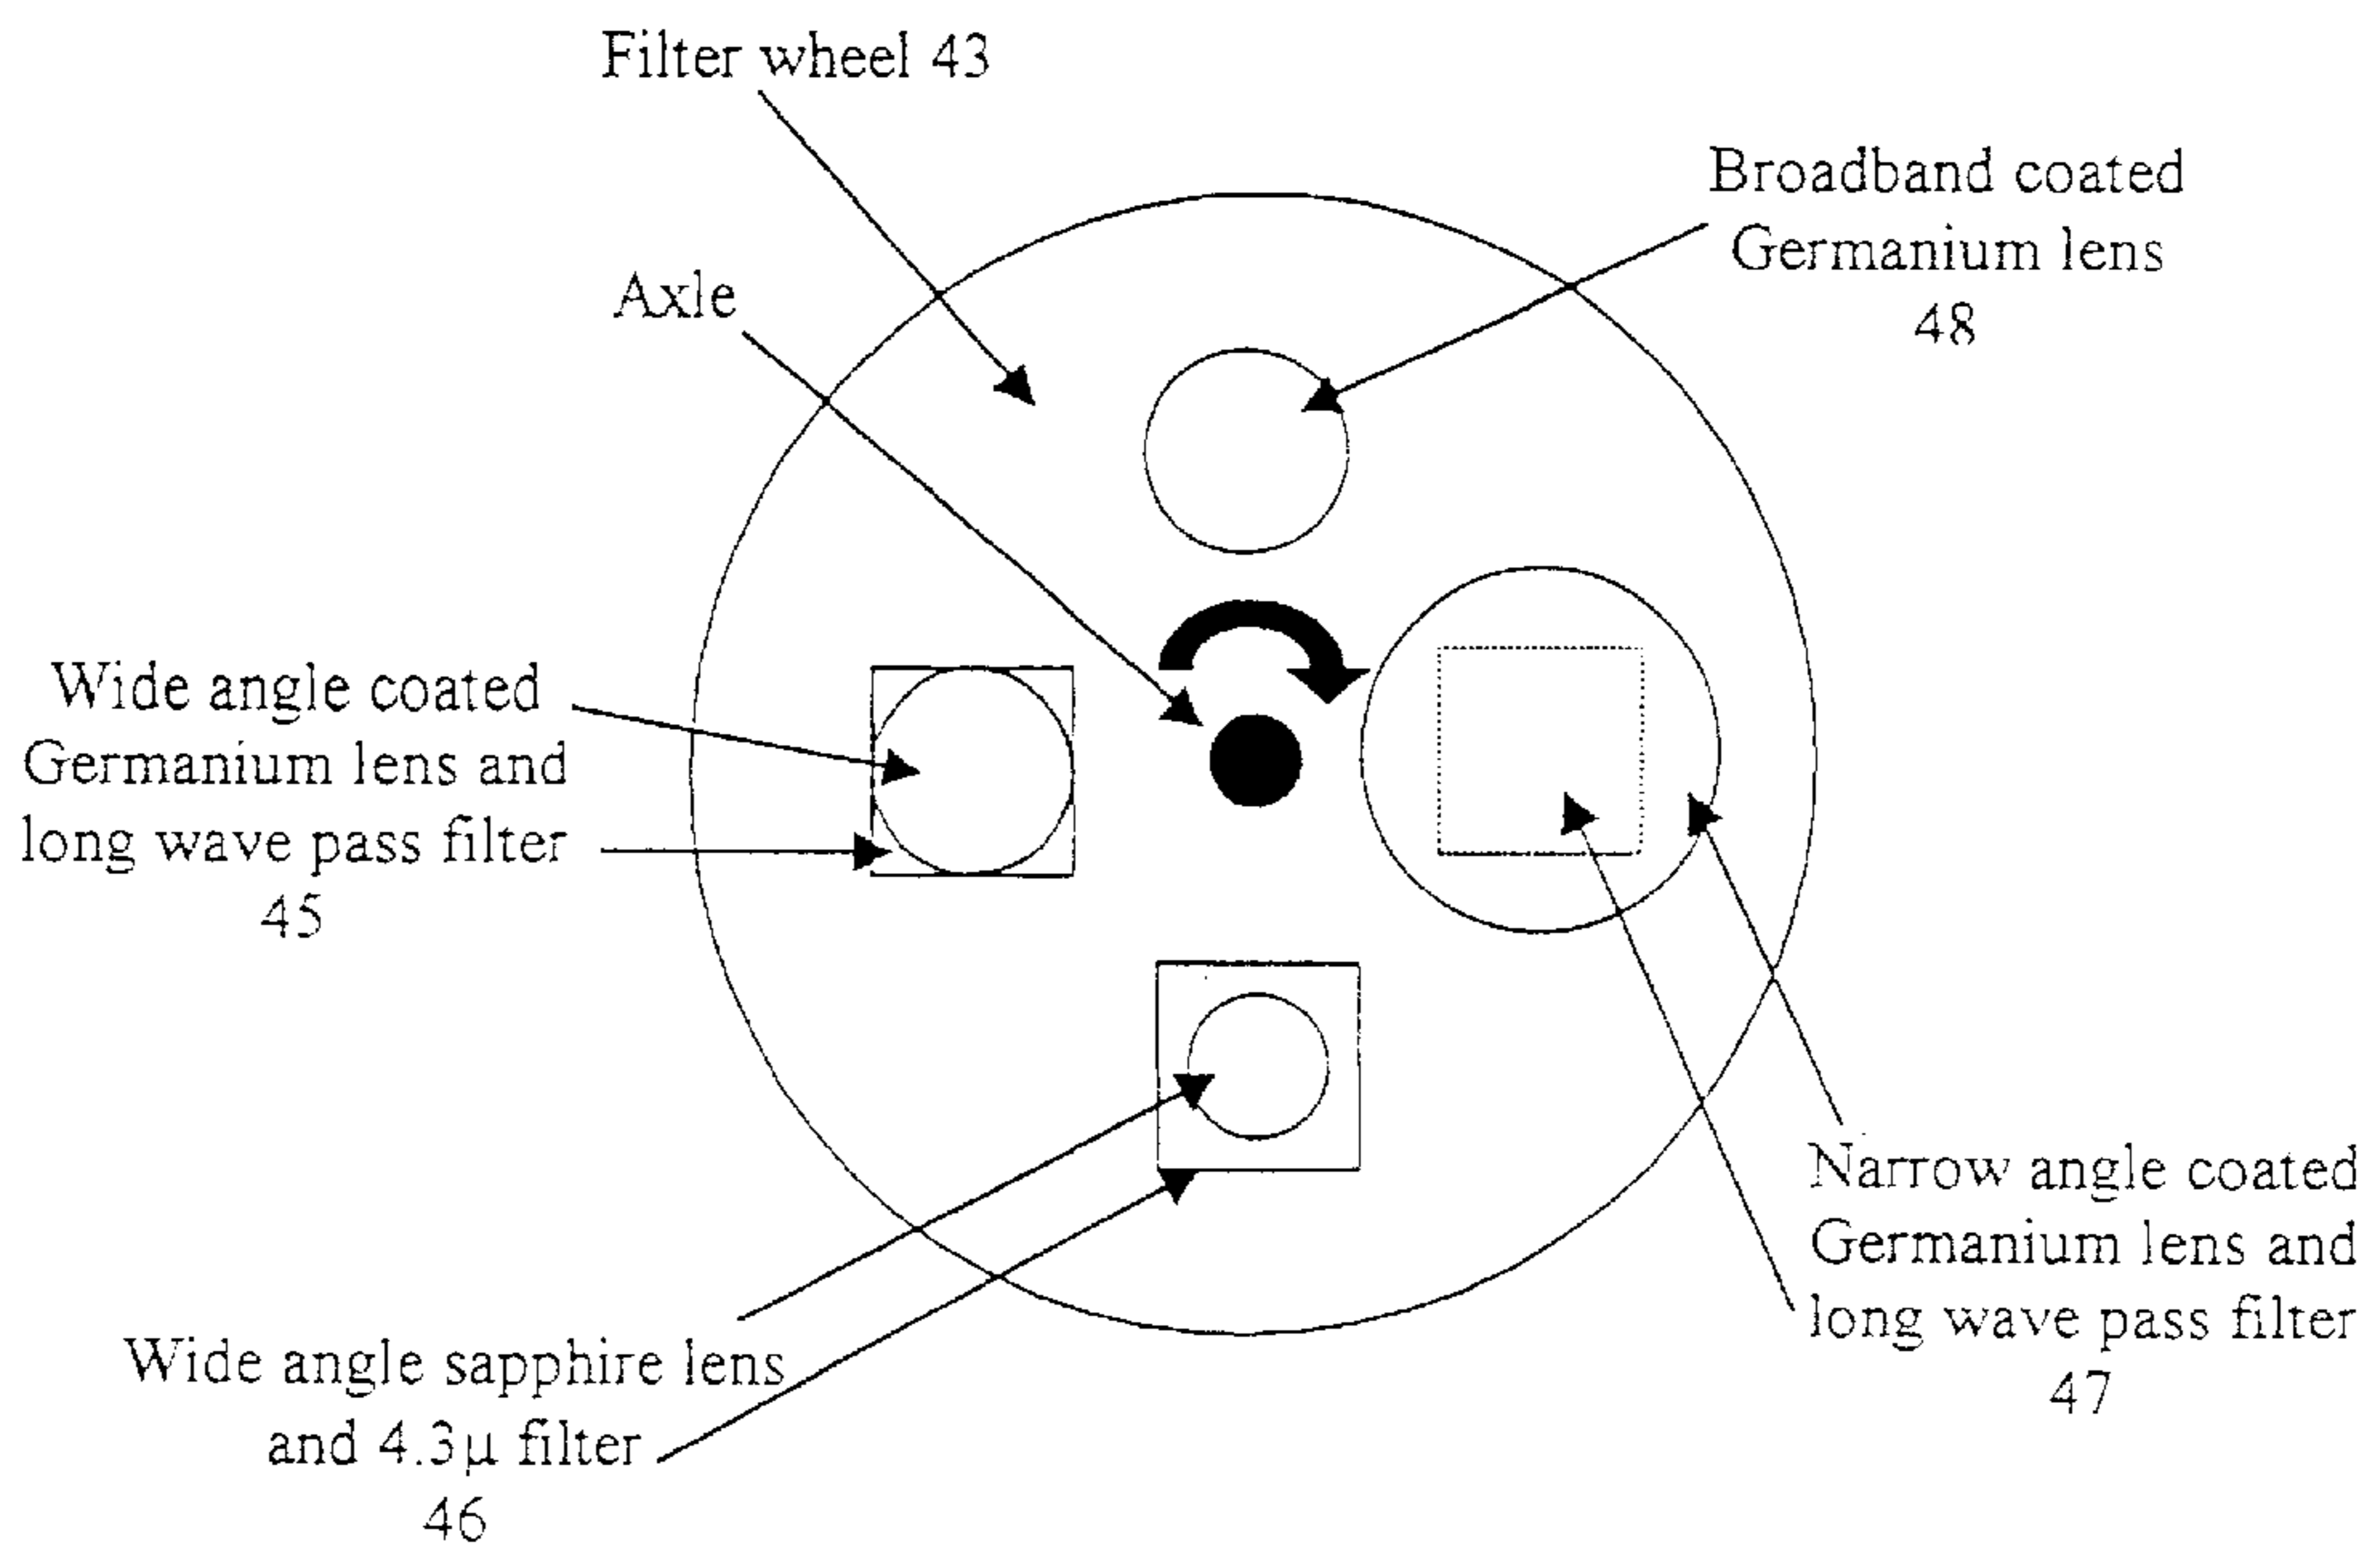 Filter wheel 43
Broadband coated
Germanium lens
48
Axle
Wide angle coated
Germanium lens and
long wave pass filter
45
Narrow angle coated
Germanium lens and
long wave pass filter
47
Wide angle sapphire lens
and 4.3µ filter
46